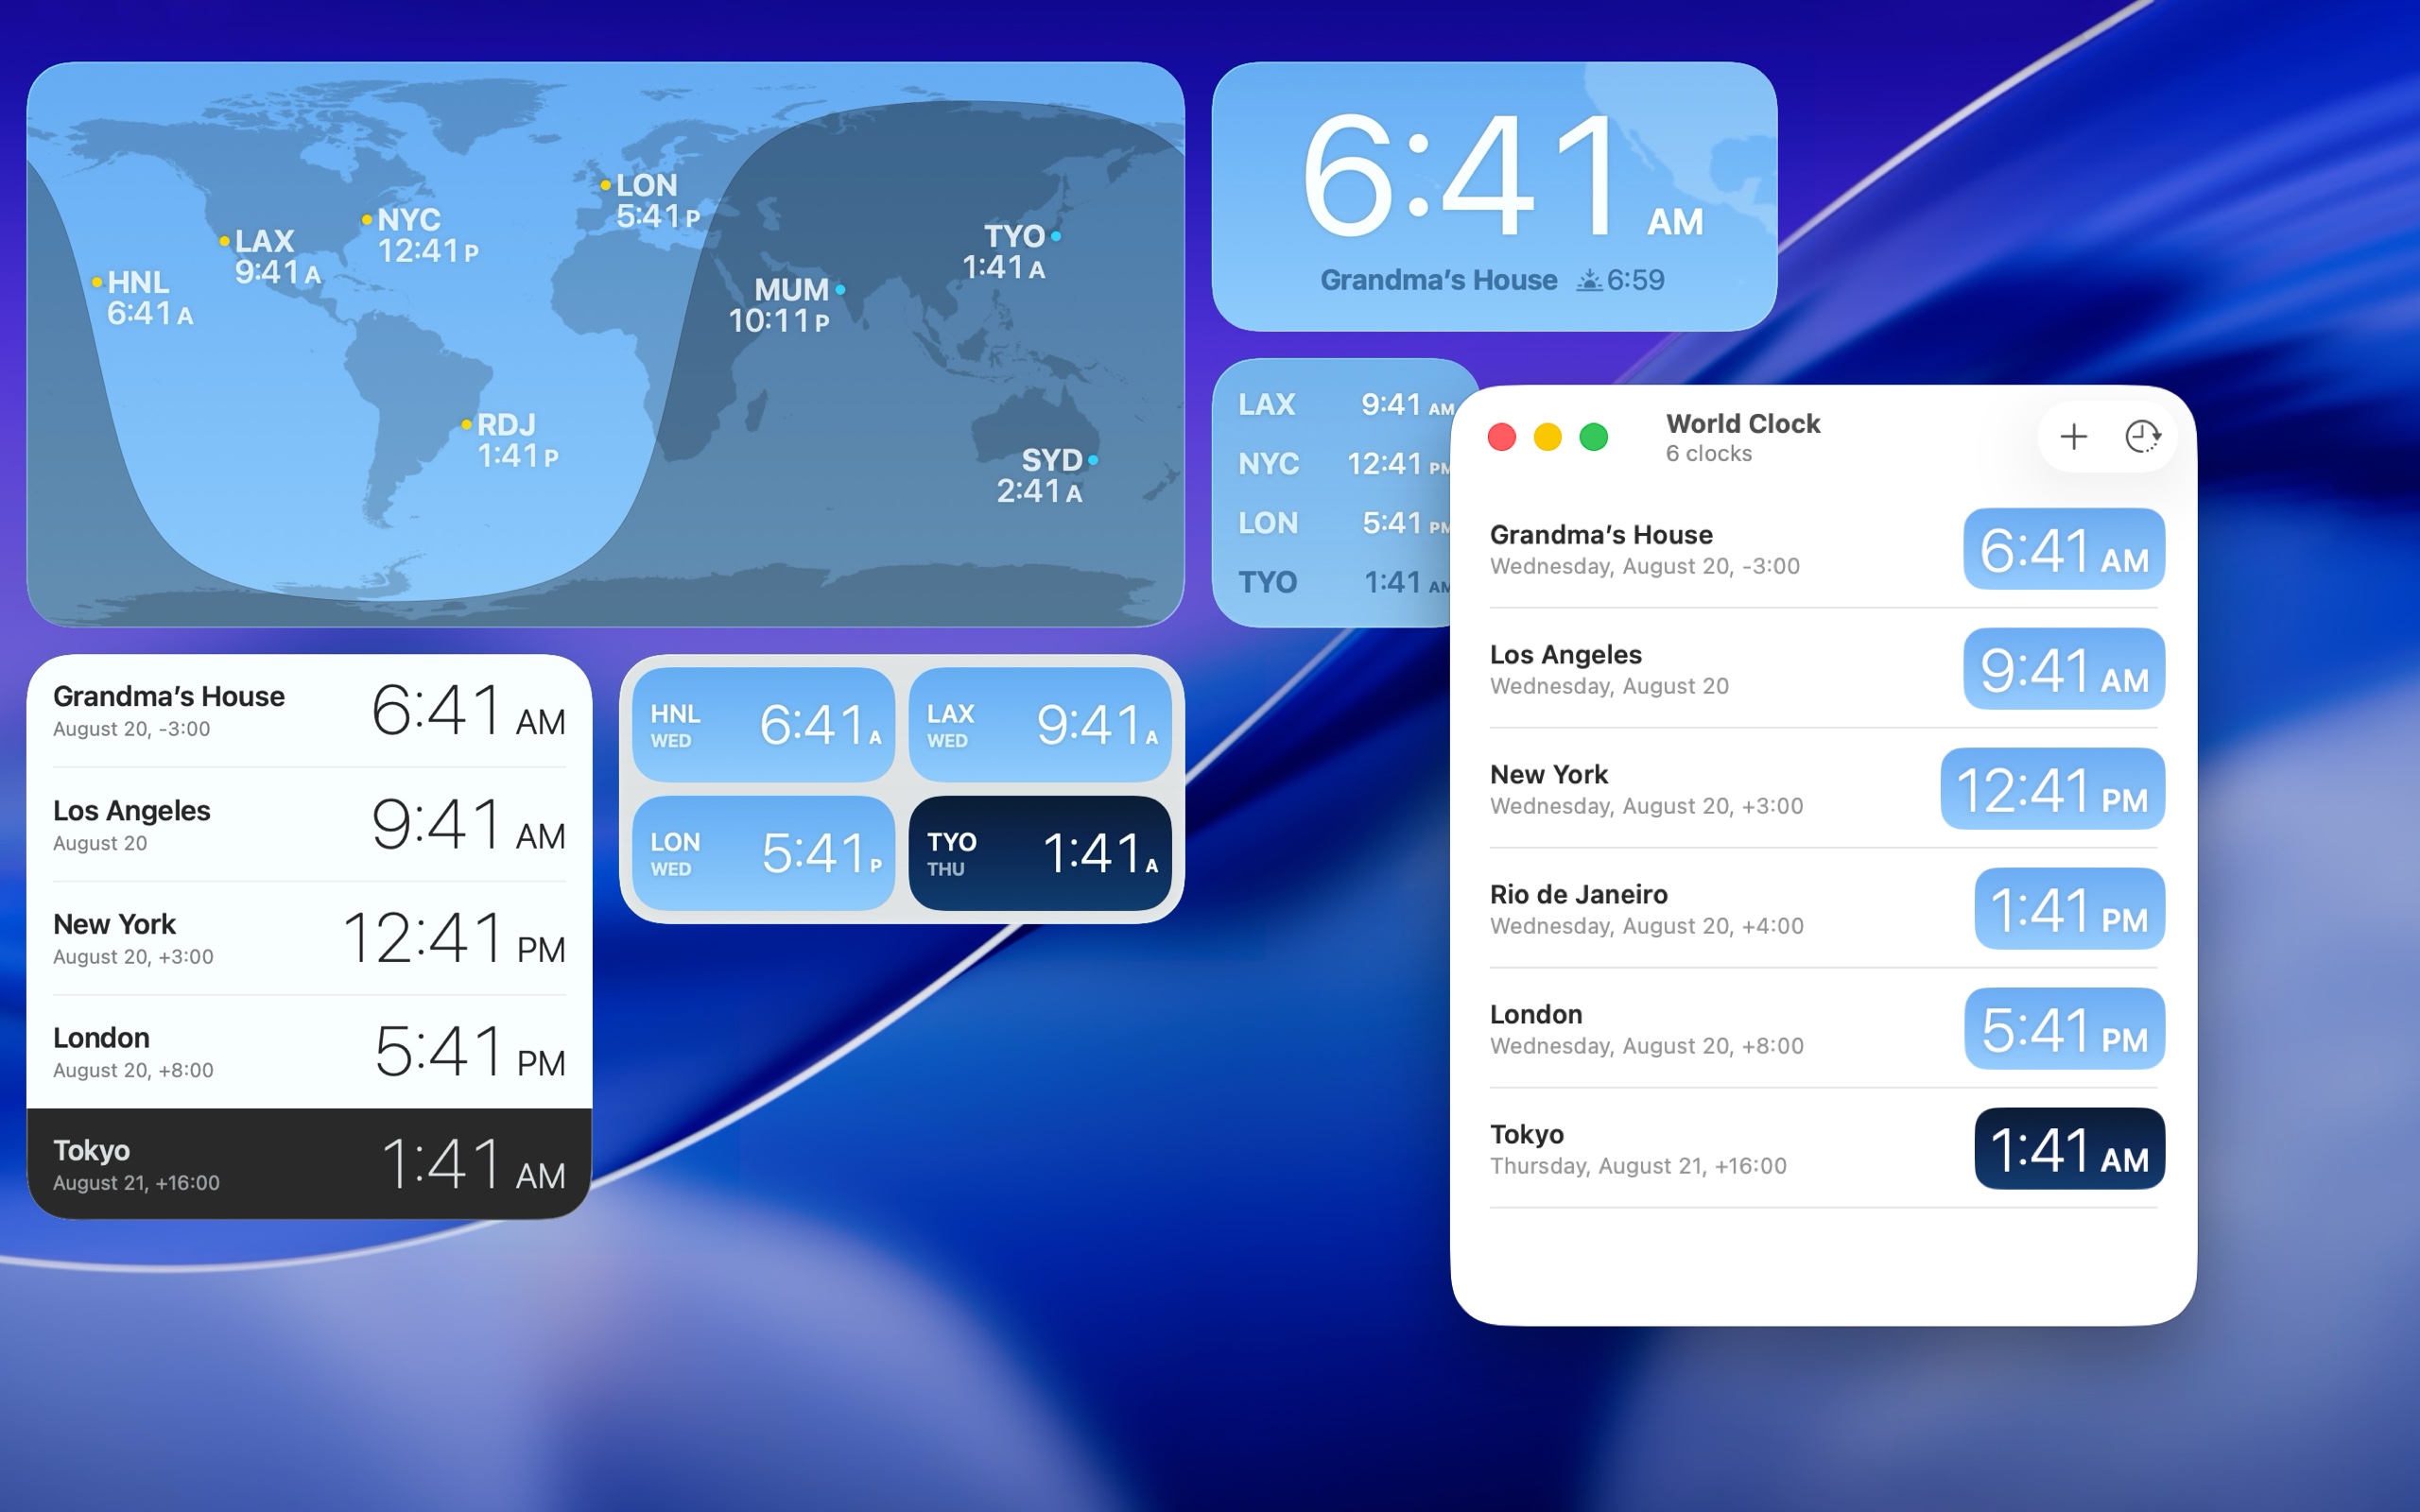 LON
5:41 P
NYC
12:41 P
LAX
9:41 A
TYO
1:41 A
HNL
6:41 A
MUM
10:11 P
RDJ
1:41 P
SYD
2:41 A
6:41 AM
Grandma’s House 6:59
LAX 9:41 AM
NYC 12:41 PM
LON 5:41 PM
TYO 1:41 AM
Grandma’s House 6:41 AM
August 20, -3:00
Los Angeles 9:41 AM
August 20
New York 12:41 PM
August 20, +3:00
London 5:41 PM
August 20, +8:00
Tokyo 1:41 AM
August 21, +16:00
HNL
WED
6:41 A
LAX
WED
9:41 A
LON
WED
5:41 P
TYO
THU
1:41 A
World Clock
6 clocks
Grandma’s House
Wednesday, August 20, -3:00
6:41 AM
Los Angeles
Wednesday, August 20
9:41 AM
New York
Wednesday, August 20, +3:00
12:41 PM
Rio de Janeiro
Wednesday, August 20, +4:00
1:41 PM
London
Wednesday, August 20, +8:00
5:41 PM
Tokyo
Thursday, August 21, +16:00
1:41 AM